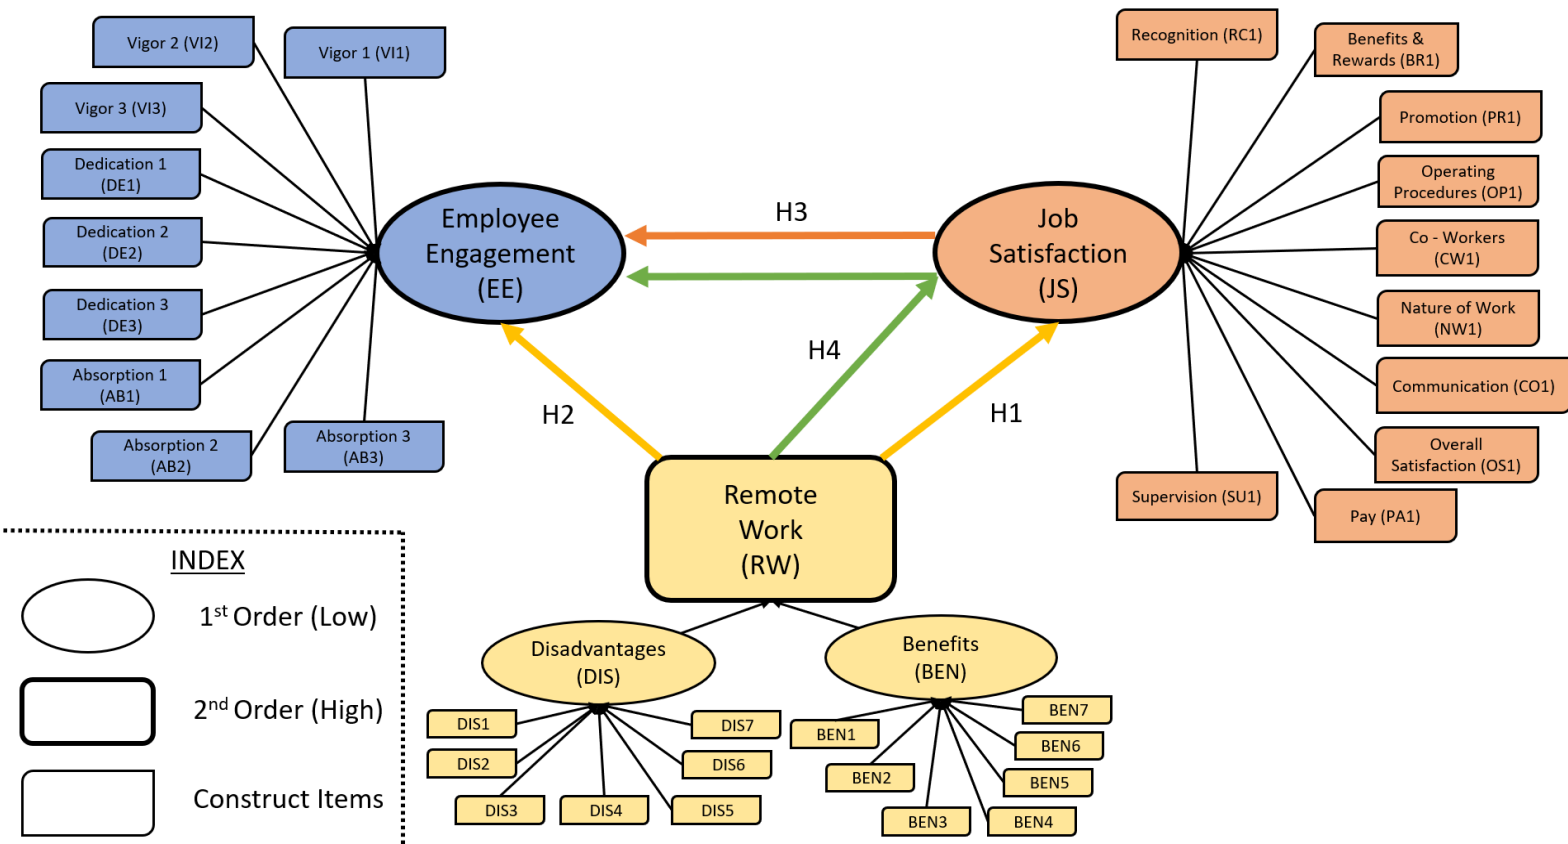 Vigor 2 (VI2)
Vigor 1 (VI1)
Vigor 3 (VI3)
Dedication 1
(DE1)
Dedication 2
(DE2)
Dedication 3
(DE3)
Absorption 1
(AB1)
Absorption 2
(AB2)
Absorption 3
(AB3)
Employee
Engagement
(EE)
H3
H4
H2
H1
Job
Satisfaction
(JS)
Recognition (RC1)
Benefits &
Rewards (BR1)
Promotion (PR1)
Operating
Procedures (OP1)
Co - Workers
(CW1)
Nature of Work
(NW1)
Communication (CO1)
Overall
Satisfaction (OS1)
Pay (PA1)
Supervision (SU1)
Remote
Work
(RW)
Disadvantages
(DIS)
DIS1
DIS2
DIS3
DIS4
DIS5
DIS6
DIS7
Benefits
(BEN)
BEN1
BEN2
BEN3
BEN4
BEN5
BEN6
BEN7
INDEX
1st Order (Low)
2nd Order (High)
Construct Items